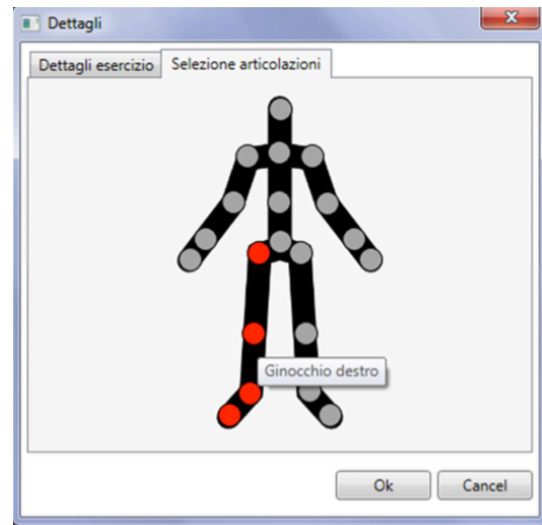 Dettagli
Dettagli esercizio Selezione articolazioni
Ginocchio destro
Ok Cancel